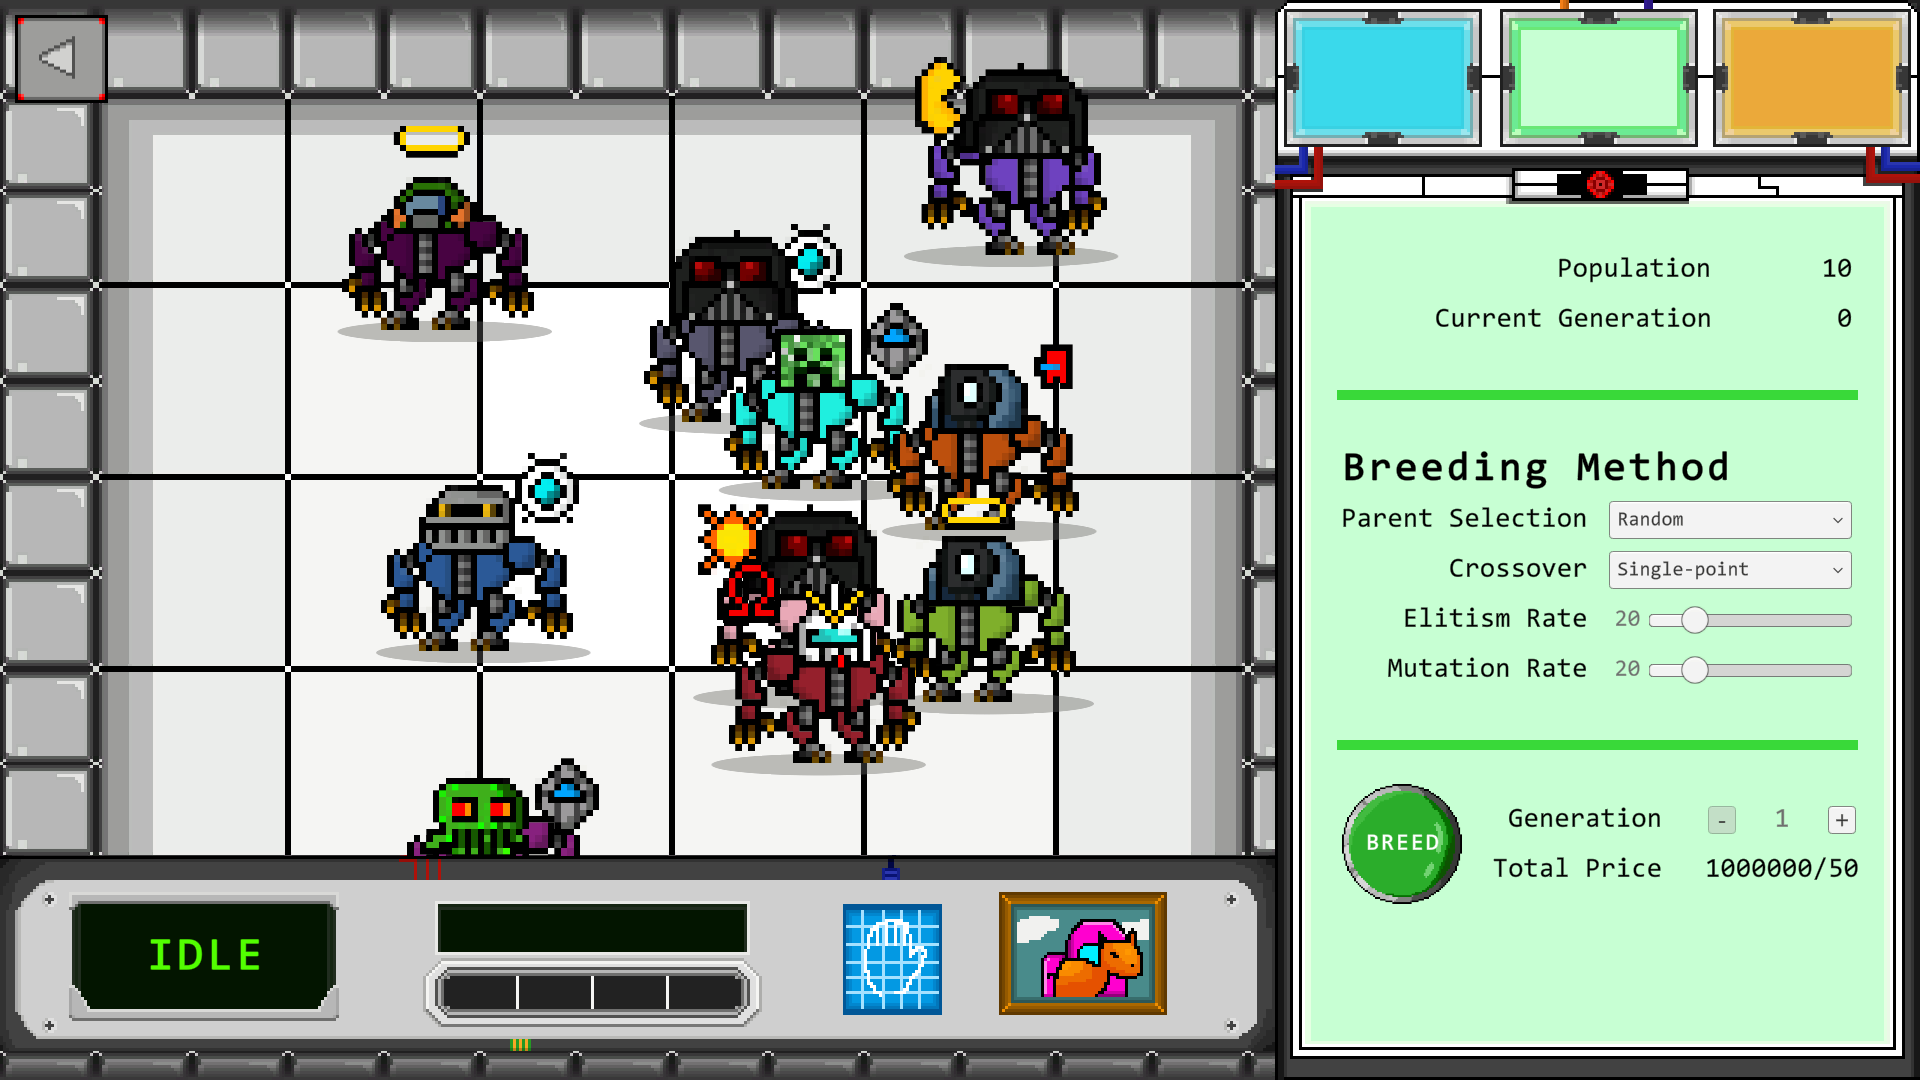 Population 10
Current Generation 0
Breeding Method
Parent Selection Random
Crossover Single-point
Elitism Rate 20
Mutation Rate 20
BREED
Generation - 1 +
Total Price 1000000/50
IDLE
Ω